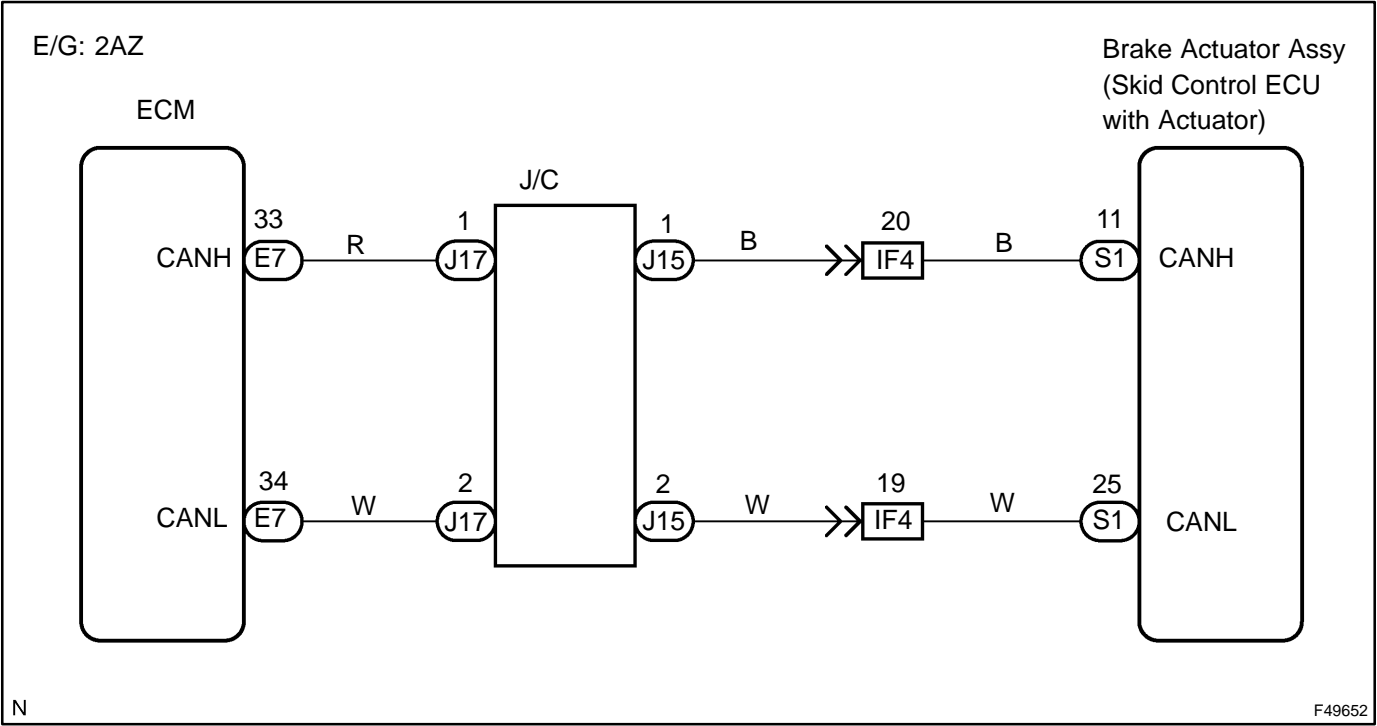 E/G: 2AZ
Brake Actuator Assy
(Skid Control ECU
with Actuator)
ECM
J/C
33
1
1
20
11
R
B
B
CANH
E7
J17
J15
IF4
S1
CANH
34
2
2
19
25
W
W
W
CANL
E7
J17
J15
IF4
S1
CANL
N
F49652